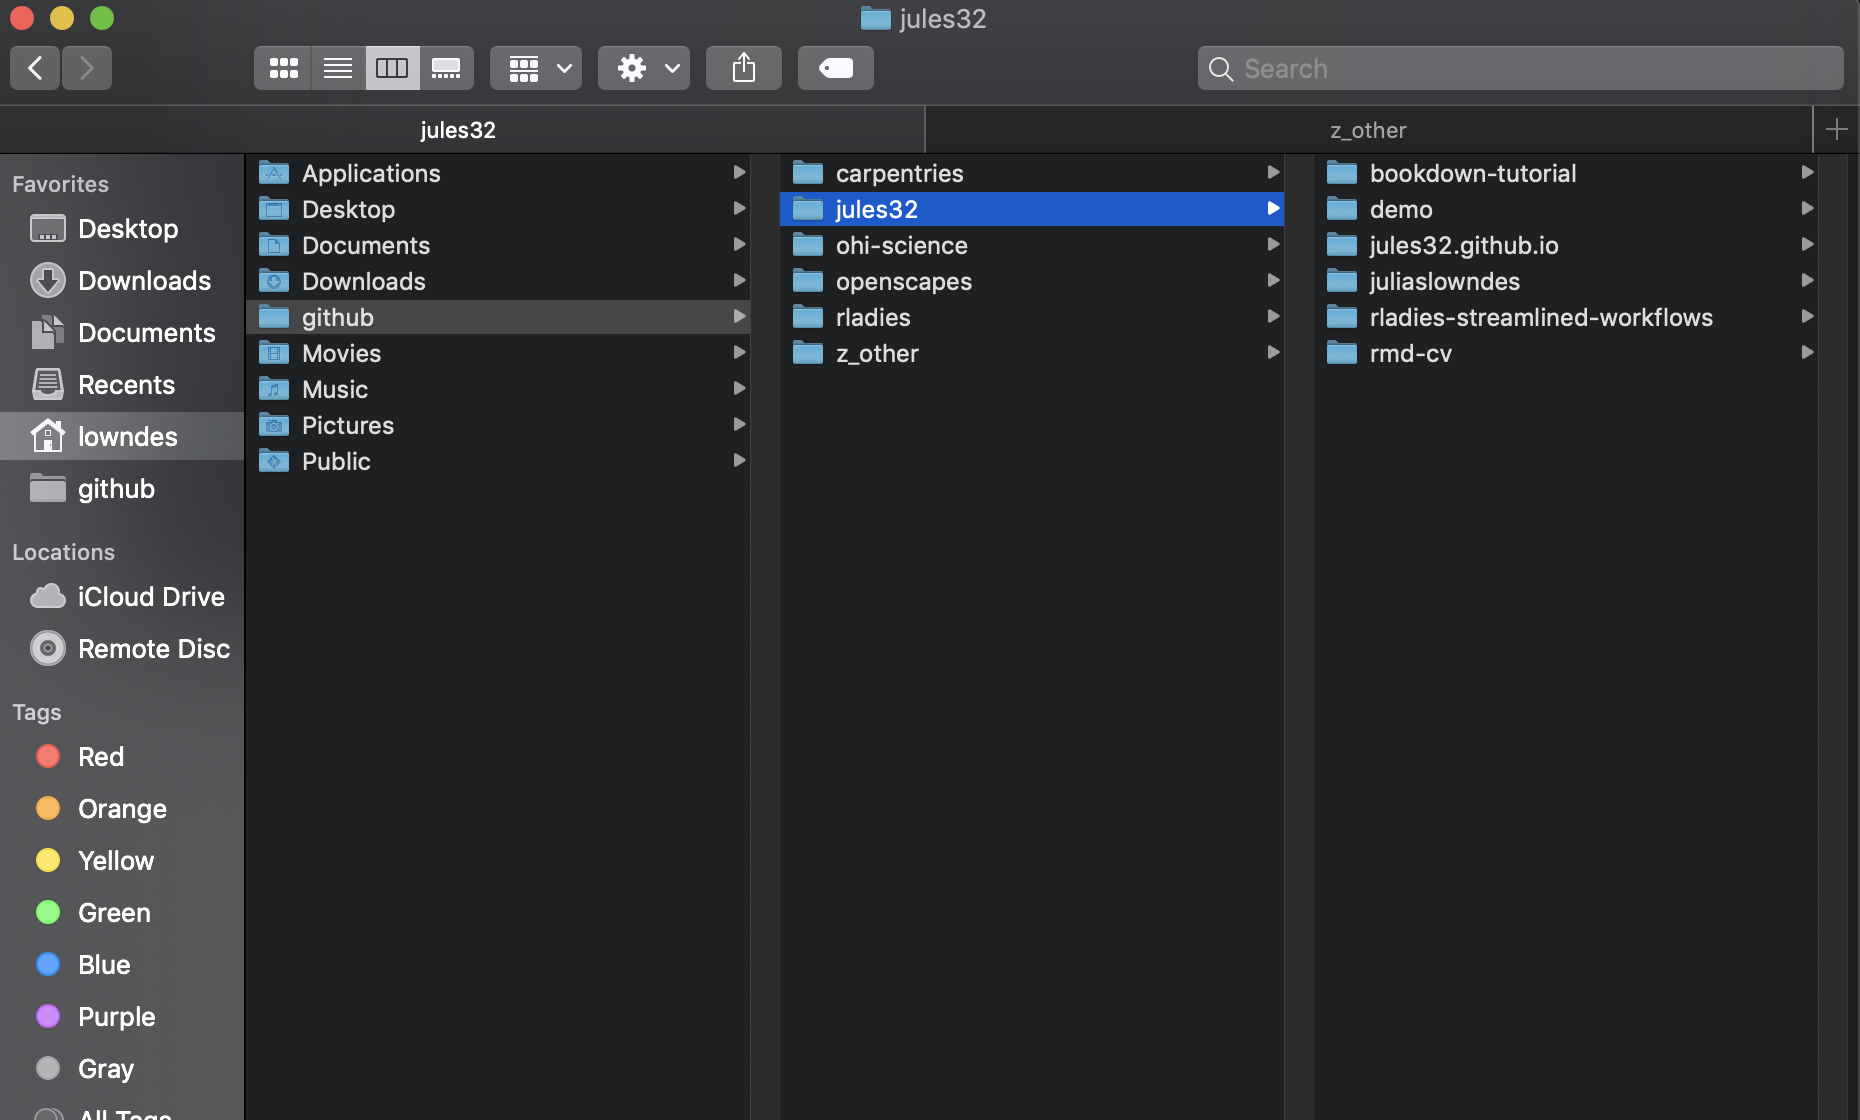 jules32
Search
jules32
z_other
Favorites
Desktop
Downloads
Documents
Recents
lowndes
github
Locations
iCloud Drive
Remote Disc
Tags
Red
Orange
Yellow
Green
Blue
Purple
Gray
All Tags
Applications
Desktop
Documents
Downloads
github
Movies
Music
Pictures
Public
carpentries
jules32
ohi-science
openscapes
rladies
z_other
bookdown-tutorial
demo
jules32.github.io
juliaslowndes
rladies-streamlined-workflows
rmd-cv